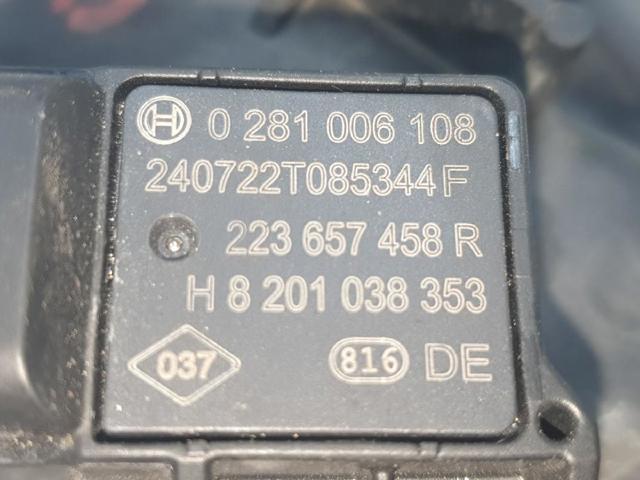 0 281 006 108
240722T085344F
223 657 458 R
H 8 201 038 353
037 816 DE